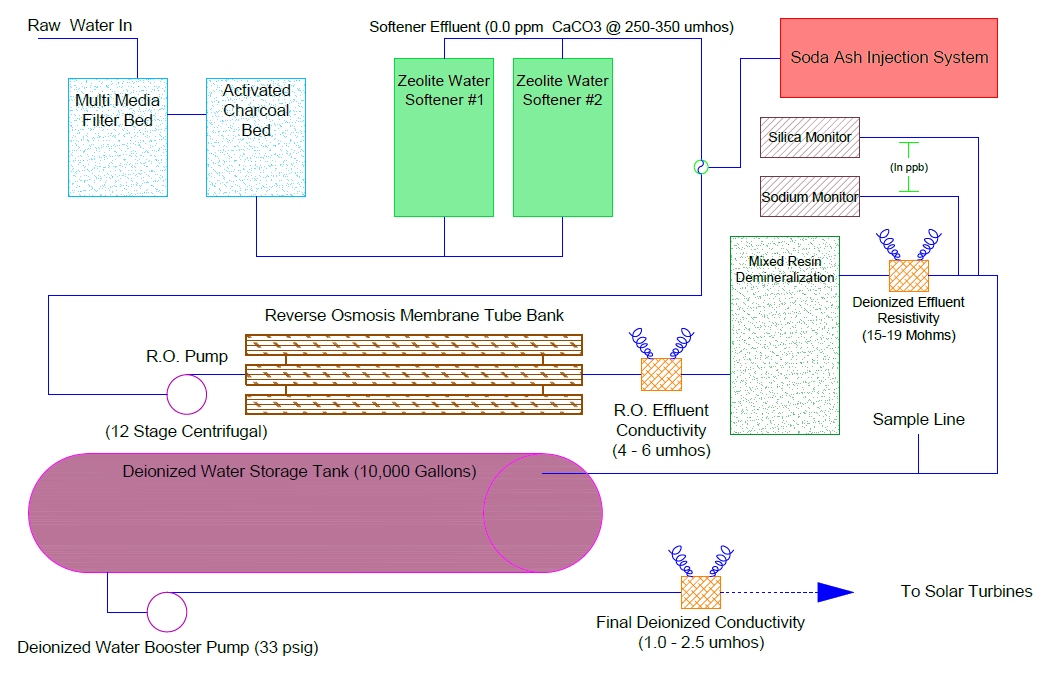 Raw Water In
Softener Effluent (0.0 ppm CaCO3 @ 250-350 umhos)
Multi Media
Filter Bed
Activated
Charcoal
Bed
Zeolite Water
Softener #1
Zeolite Water
Softener #2
Soda Ash Injection System
Silica Monitor
(In ppb)
Sodium Monitor
Mixed Resin
Demineralization
Deionized Effluent
Resistivity
(15-19 Mohms)
Reverse Osmosis Membrane Tube Bank
R.O. Pump
(12 Stage Centrifugal)
R.O. Effluent
Conductivity
(4 - 6 umhos)
Sample Line
Deionized Water Storage Tank (10,000 Gallons)
To Solar Turbines
Final Deionized Conductivity
(1.0 - 2.5 umhos)
Deionized Water Booster Pump (33 psig)